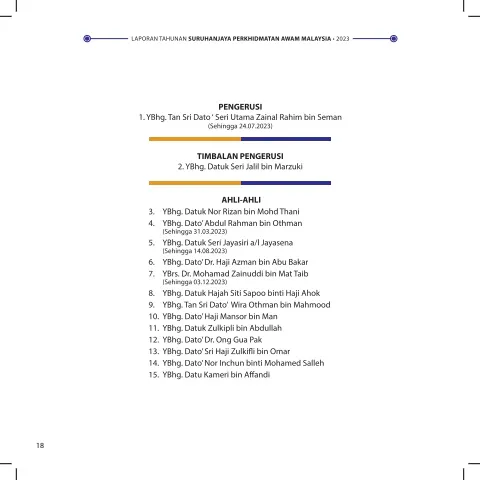 LAPORAN TAHUNAN SURUHANJAYA PERKHIDMATAN AWAM MALAYSIA • 2023
PENGERUSI
1. YBhg. Tan Sri Dato ‘ Seri Utama Zainal Rahim bin Seman
(Sehingga 24.07.2023)
TIMBALAN PENGERUSI
2. YBhg. Datuk Seri Jalil bin Marzuki
AHLI-AHLI
3. YBhg. Datuk Nor Rizan bin Mohd Thani
4. YBhg. Dato’ Abdul Rahman bin Othman
(Sehingga 31.03.2023)
5. YBhg. Datuk Seri Jayasiri a/l Jayasena
(Sehingga 14.08.2023)
6. YBhg. Dato’ Dr. Haji Azman bin Abu Bakar
7. YBrs. Dr. Mohamad Zainuddi bin Mat Taib
(Sehingga 03.12.2023)
8. YBhg. Datuk Hajah Siti Sapoo binti Haji Ahok
9. YBhg. Tan Sri Dato’ Wira Othman bin Mahmood
10. YBhg. Dato’ Haji Mansor bin Man
11. YBhg. Datuk Zulkipli bin Abdullah
12. YBhg. Dato’ Dr. Ong Gua Pak
13. YBhg. Dato’ Sri Haji Zulkifli bin Omar
14. YBhg. Dato’ Nor Inchun binti Mohamed Salleh
15. YBhg. Datu Kameri bin Affandi
18